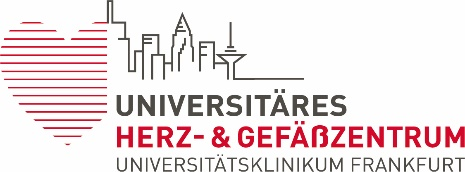 UNIVERSITÄRES
HERZ- & GEFÄßZENTRUM
UNIVERSITÄTSKLINIKUM FRANKFURT